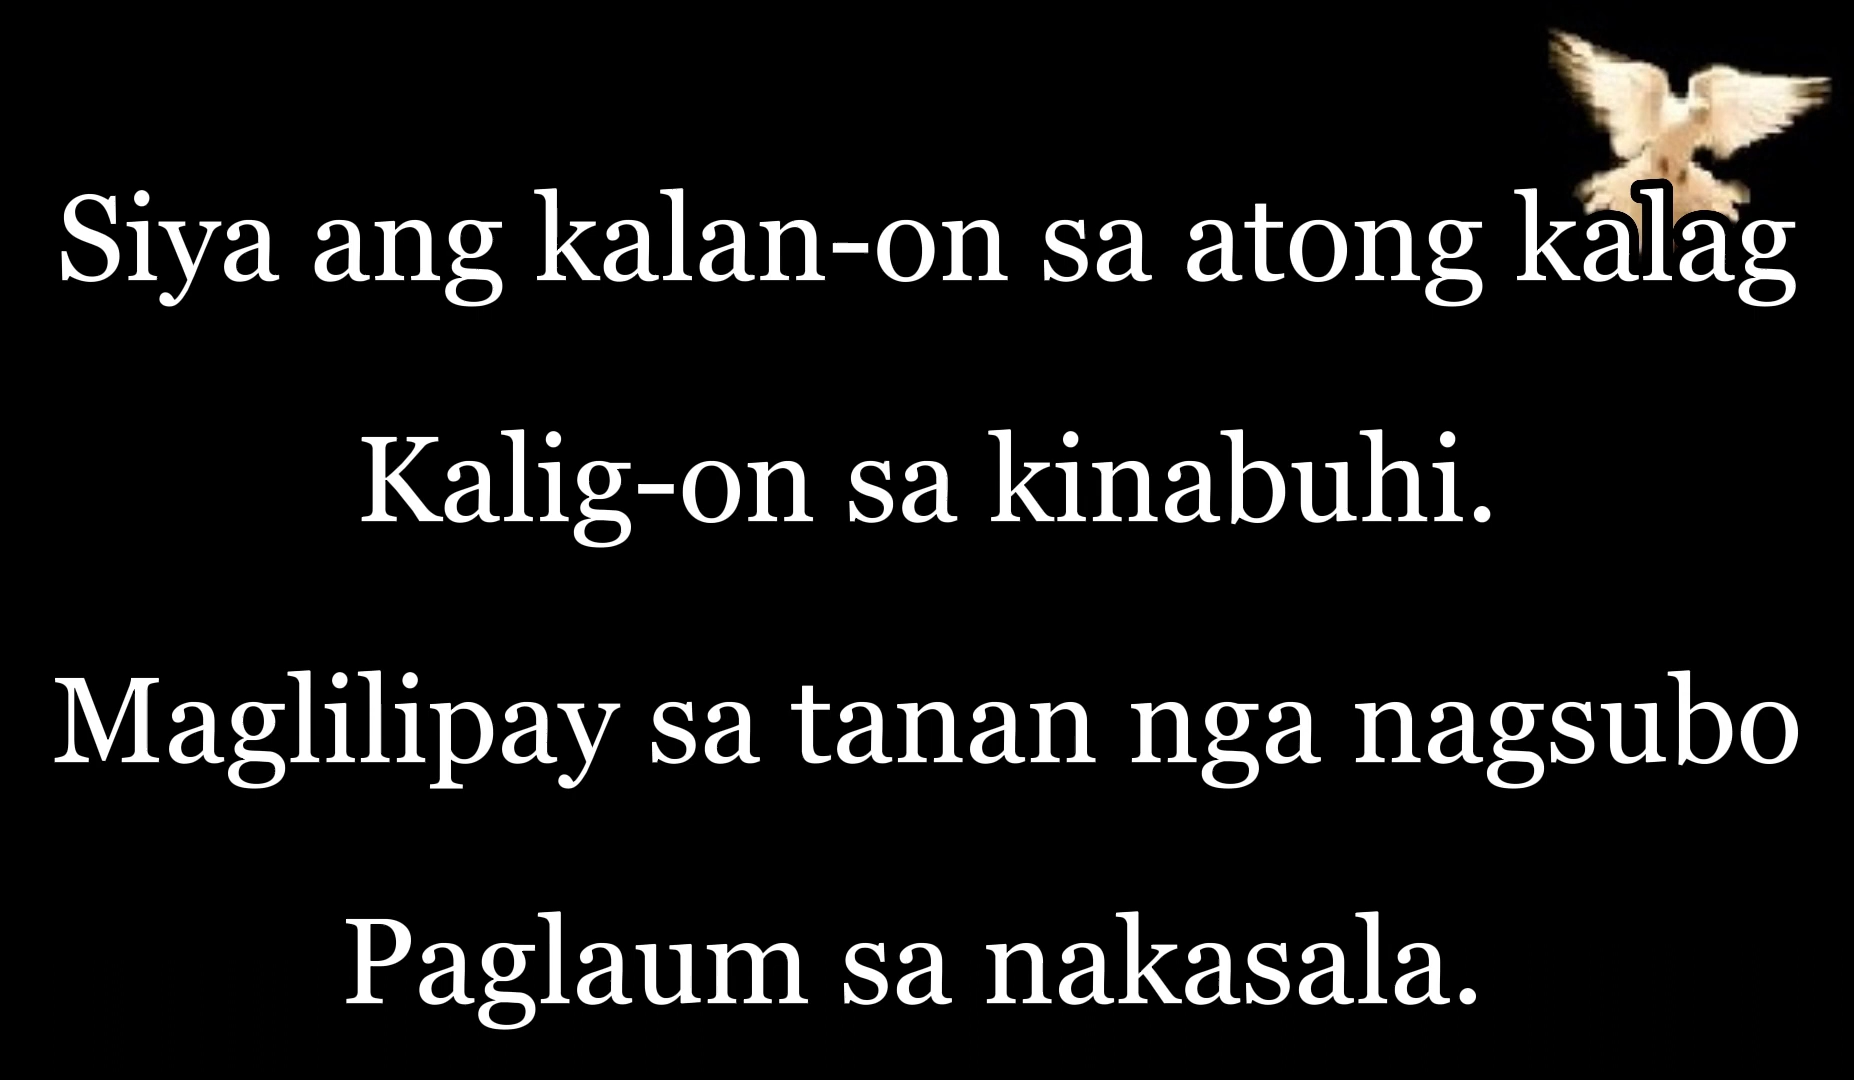 Siya ang kalan-on sa atong kalag
Kalig-on sa kinabuhi.
Maglilipay sa tanan nga nagsubo
Paglaum sa nakasala.